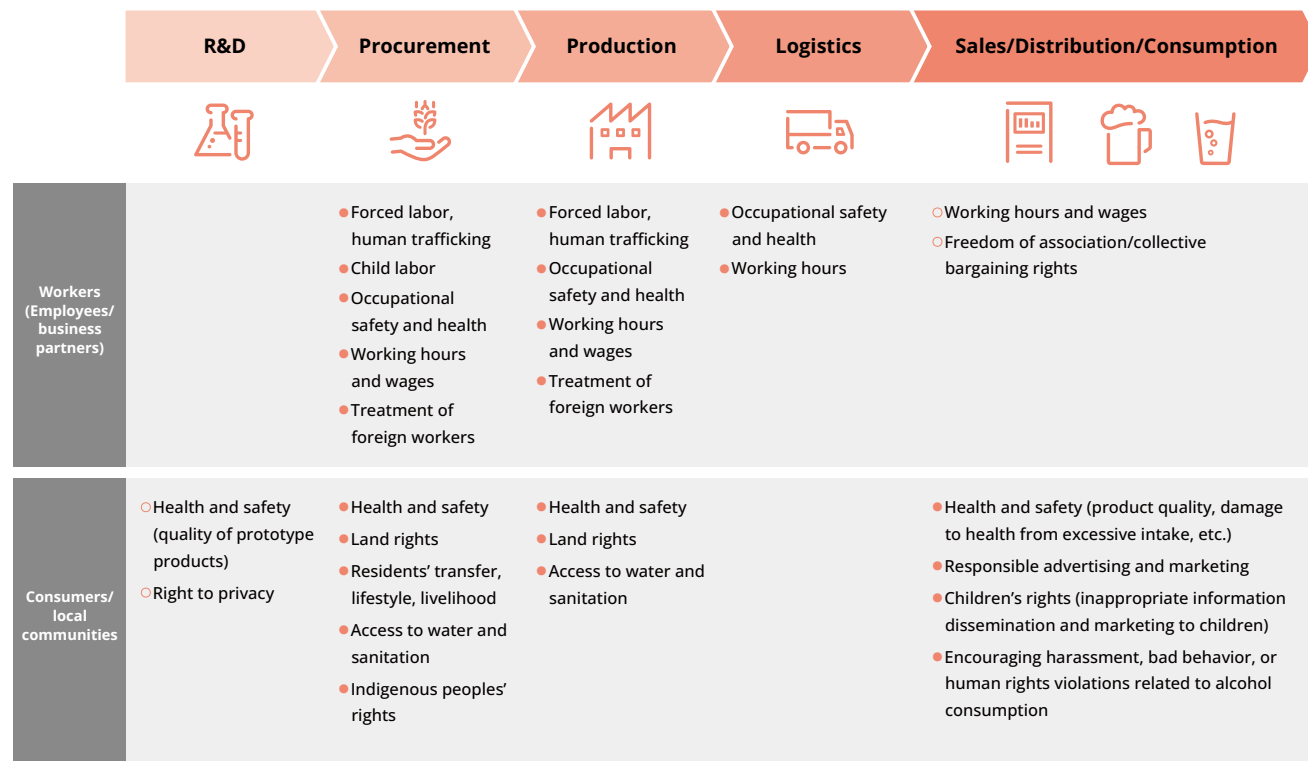 R&D
Procurement
Production
Logistics
Sales/Distribution/Consumption
Workers
(Employees/
business
partners)
●Forced labor,
human trafficking
●Child labor
●Occupational
safety and health
●Working hours
and wages
●Treatment of
foreign workers
●Forced labor,
human trafficking
●Occupational
safety and health
●Working hours
and wages
●Treatment of
foreign workers
●Occupational safety
and health
●Working hours
○Working hours and wages
○Freedom of association/collective
bargaining rights
Consumers/
local
communities
○Health and safety
(quality of prototype
products)
○Right to privacy
●Health and safety
●Land rights
●Residents’ transfer,
lifestyle, livelihood
●Access to water and
sanitation
●Indigenous peoples’
rights
●Health and safety
●Land rights
●Access to water and
sanitation
●Health and safety (product quality, damage
to health from excessive intake, etc.)
●Responsible advertising and marketing
●Children’s rights (inappropriate information
dissemination and marketing to children)
●Encouraging harassment, bad behavior, or
human rights violations related to alcohol
consumption